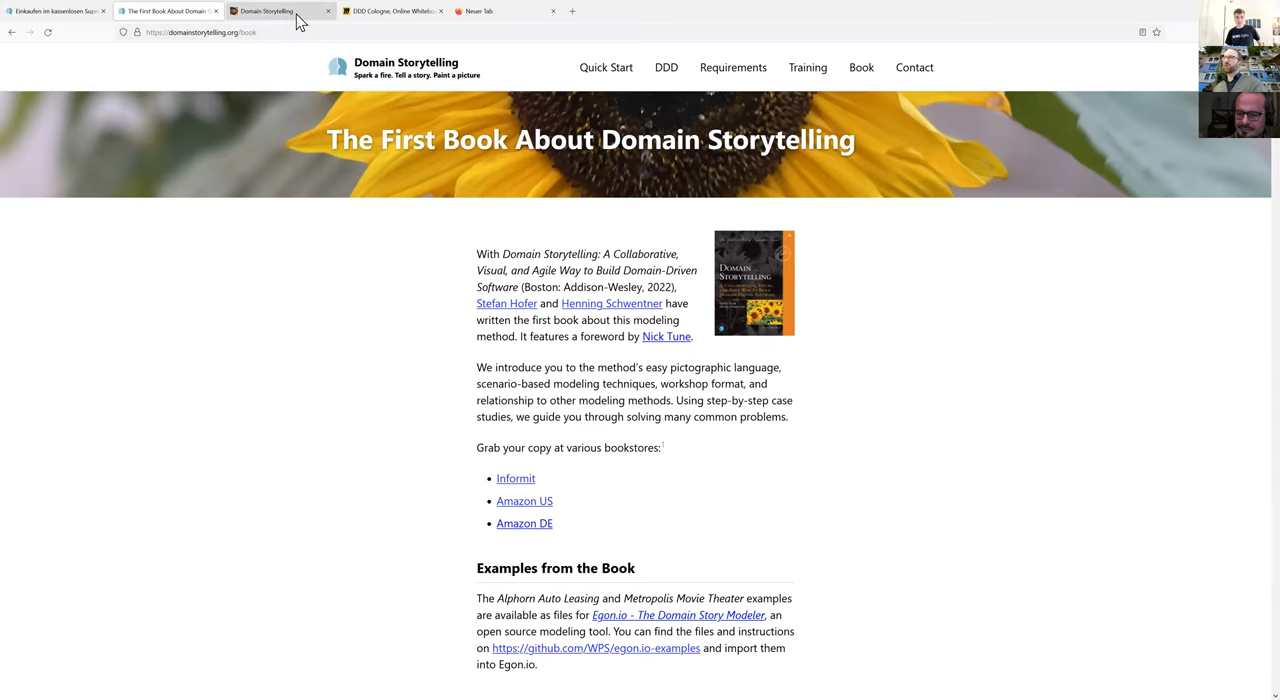 Einkaufen im kassenlosen Supe
The First Book About Domain S
Domain Storytelling
DDD Cologne, Online Whitebo
Neuer Tab
https://domainstorytelling.org/book
Domain Storytelling
Spark a fire. Tell a story. Paint a picture
Quick Start
DDD
Requirements
Training
Book
Contact
The First Book About Domain Storytelling
With Domain Storytelling: A Collaborative,
Visual, and Agile Way to Build Domain-Driven
Software (Boston: Addison-Wesley, 2022),
Stefan Hofer and Henning Schwentner have
written the first book about this modeling
method. It features a foreword by Nick Tune.
DOMAIN
STORYTELLING
We introduce you to the method's easy pictographic language,
scenario-based modeling techniques, workshop format, and
relationship to other modeling methods. Using step-by-step case
studies, we guide you through solving many common problems.
Grab your copy at various bookstores:1
• Informit
• Amazon US
• Amazon DE
Examples from the Book
The Alphorn Auto Leasing and Metropolis Movie Theater examples
are available as files for Egon.io - The Domain Story Modeler, an
open source modeling tool. You can find the files and instructions
on https://github.com/WPS/egon.io-examples and import them
into Egon.io.